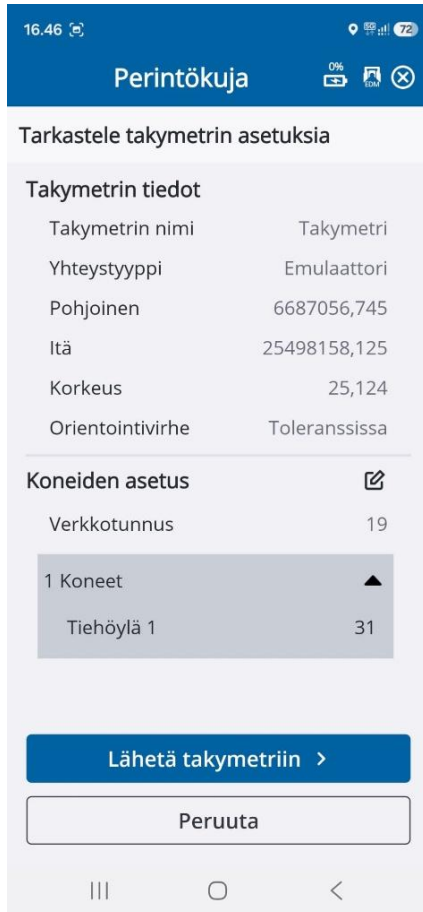 16.46 72
Perintökuja 0% EDM
Tarkastele takymetrin asetuksia
Takymetrin tiedot
Takymetrin nimi Takymetri
Yhteystyyppi Emulaattori
Pohjoinen 6687056,745
Itä 25498158,125
Korkeus 25,124
Orientointivirhe Toleranssissa
Koneiden asetus
Verkkotunnus 19
1 Koneet
Tiehöylä 1 31
Lähetä takymetriin
Peruuta